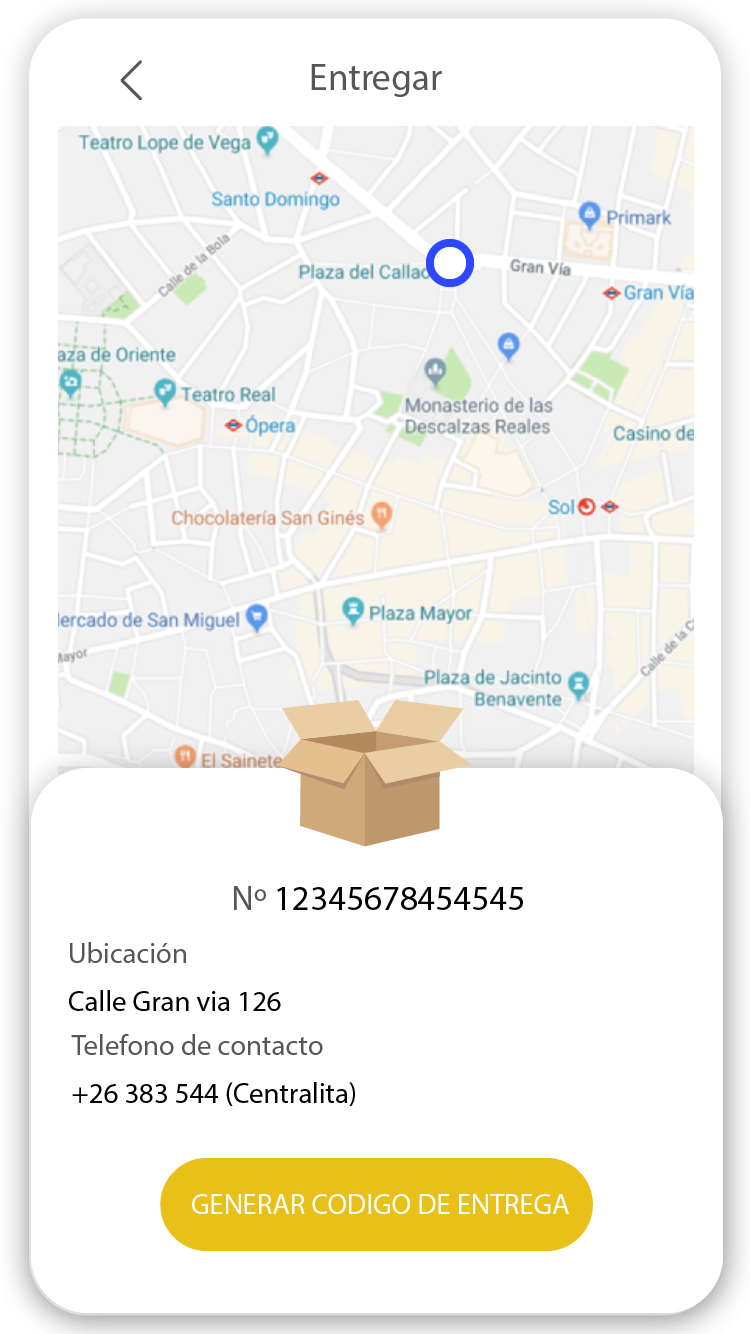 Entregar
Teatro Lope de Vega
Santo Domingo
Primark
Calle de la Bola
Plaza del Callao
Gran Vía
Gran Vía
aza de Oriente
Teatro Real
Ópera
Monasterio de las
Descalzas Reales
Casino de
Sol
Chocolatería San Ginés
ercado de San Miguel
Plaza Mayor
Mayor
Calle de la C
Plaza de Jacinto
Benavente
El Sainete
Nº 12345678454545
Ubicación
Calle Gran via 126
Telefono de contacto
+26 383 544 (Centralita)
GENERAR CODIGO DE ENTREGA